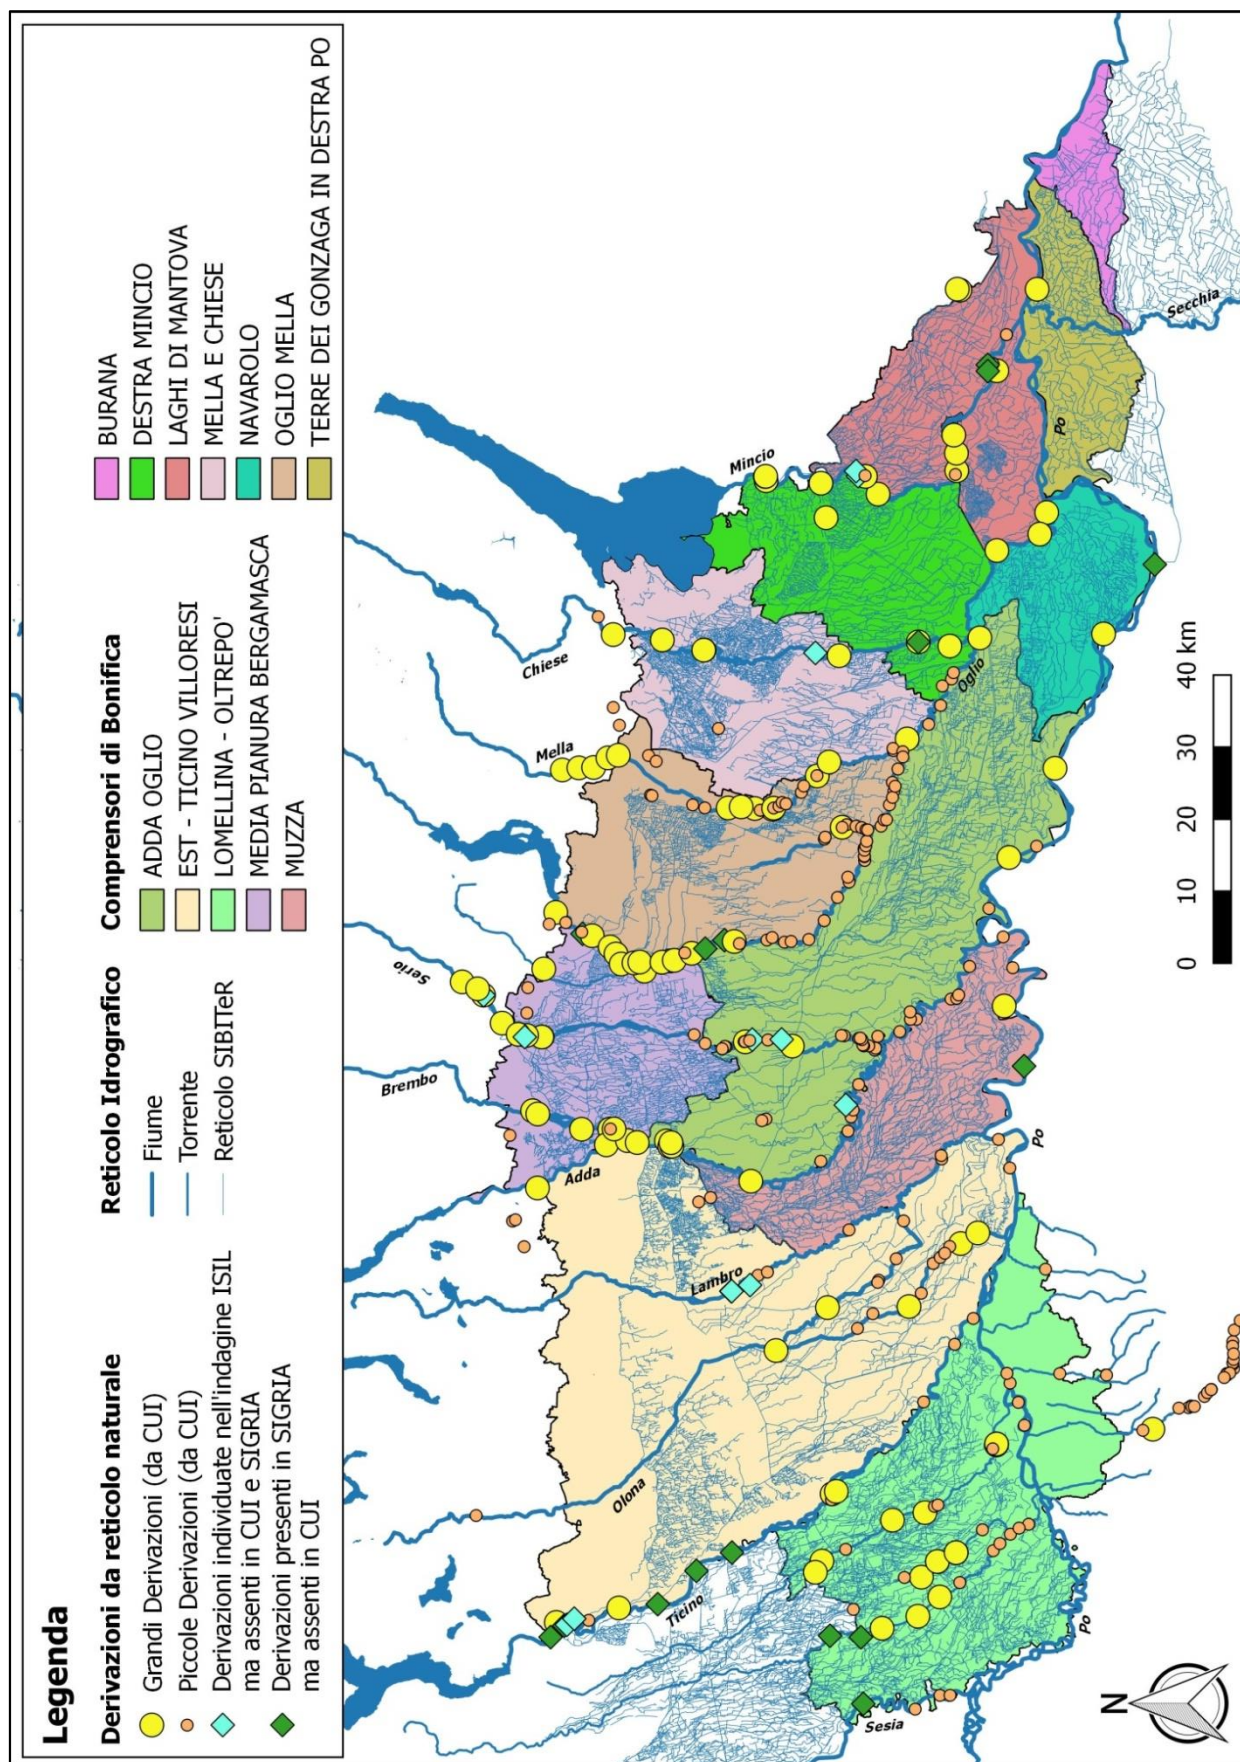 Legenda
Derivazioni da reticolo naturale
Grandi Derivazioni (da CUI)
Piccole Derivazioni (da CUI)
Derivazioni individuate nell'indagine ISIL
ma assenti in CUI e SIGRIA
Derivazioni presenti in SIGRIA
ma assenti in CUI
Reticolo Idrografico
Fiume
Torrente
Reticolo SIBITeR
Comprensori di Bonifica
ADDA OGLIO
EST - TICINO VILLORESI
LOMELLINA - OLTREPO'
MEDIA PIANURA BERGAMASCA
MUZZA
BURANA
DESTRA MINCIO
LAGHI DI MANTOVA
MELLA E CHIESE
NAVAROLO
OGLIO MELLA
TERRE DEI GONZAGA IN DESTRA PO
Serio
Brembo
Mella
Chiese
Mincio
Adda
Olona
Lambro
Ticino
Oglio
Sesia
Po
Po
Po
Secchia
N
0 10 20 30 40 km